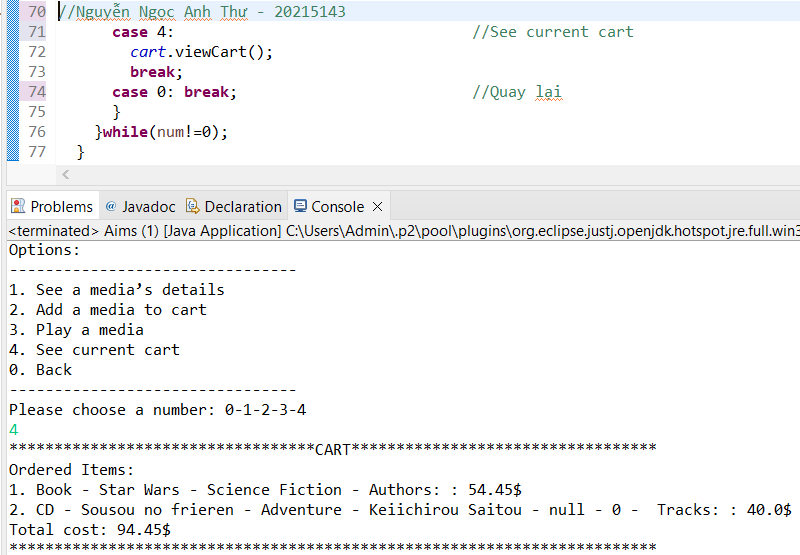 70 //Nguyễn Ngọc Anh Thư - 20215143
71 case 4: //See current cart
72 cart.viewCart();
73 break;
74 case 0: break; //Quay lại
75 }
76 }while(num!=0);
77 }
<
Problems @ Javadoc Declaration Console
<terminated> Aims (1) [Java Application] C:\Users\Admin\.p2\pool\plugins\org.eclipse.justj.openjdk.hotspot.jre.full.win3
Options:
--------------------------------
1. See a media’s details
2. Add a media to cart
3. Play a media
4. See current cart
0. Back
--------------------------------
Please choose a number: 0-1-2-3-4
4
**********************************CART**********************************
Ordered Items:
1. Book - Star Wars - Science Fiction - Authors: : 54.45$
2. CD - Sousou no frieren - Adventure - Keiichirou Saitou - null - 0 -  Tracks: : 40.0$
Total cost: 94.45$
************************************************************************